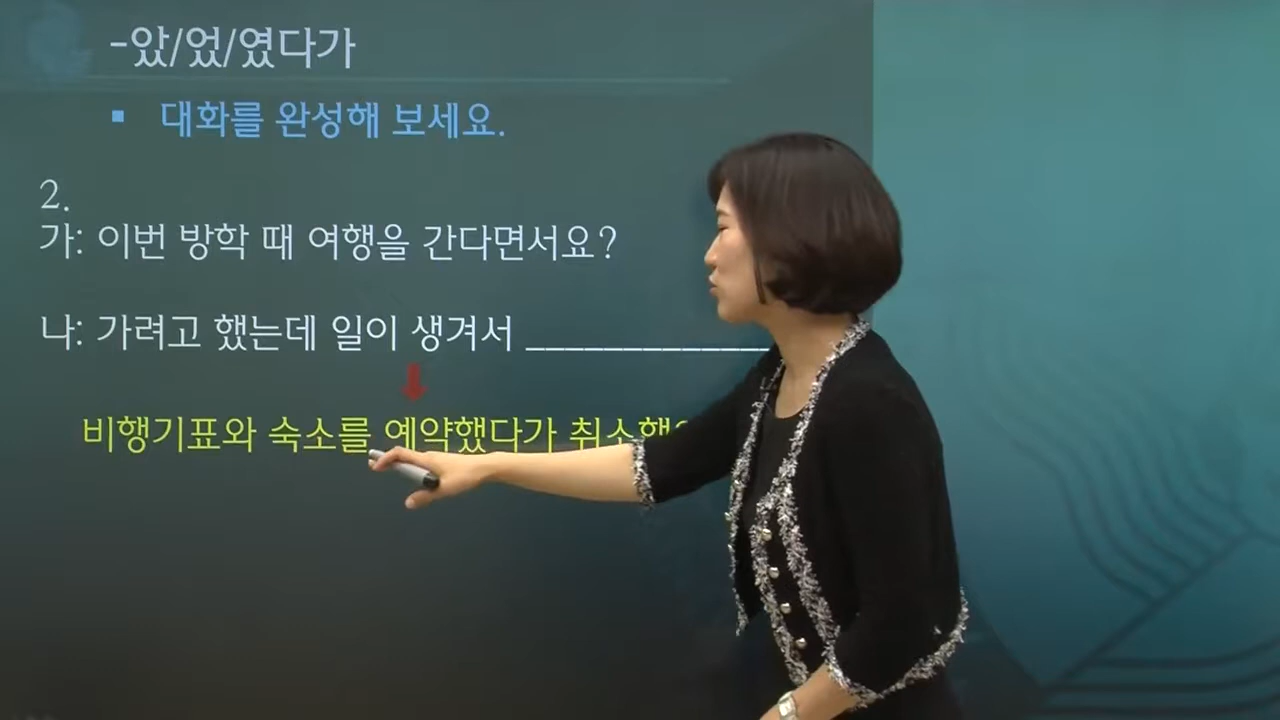 -았/었/였다가
▪ 대화를 완성해 보세요.
2.
가: 이번 방학 때 여행을 간다면서요?
나: 가려고 했는데 일이 생겨서 ____________
비행기표와 숙소를 예약했다가